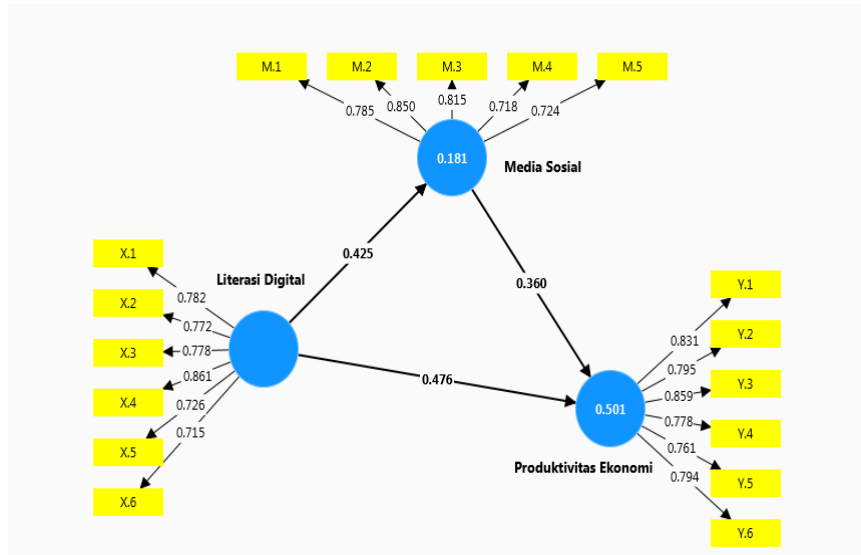 M.1
M.2
M.3
M.4
M.5
0.785
0.850
0.815
0.718
0.724
0.181
Media Sosial
0.425
0.360
X.1
X.2
X.3
X.4
X.5
X.6
Literasi Digital
0.782
0.772
0.778
0.861
0.726
0.715
0.476
Y.1
Y.2
Y.3
Y.4
Y.5
Y.6
0.831
0.795
0.859
0.778
0.761
0.794
0.501
Produktivitas Ekonomi